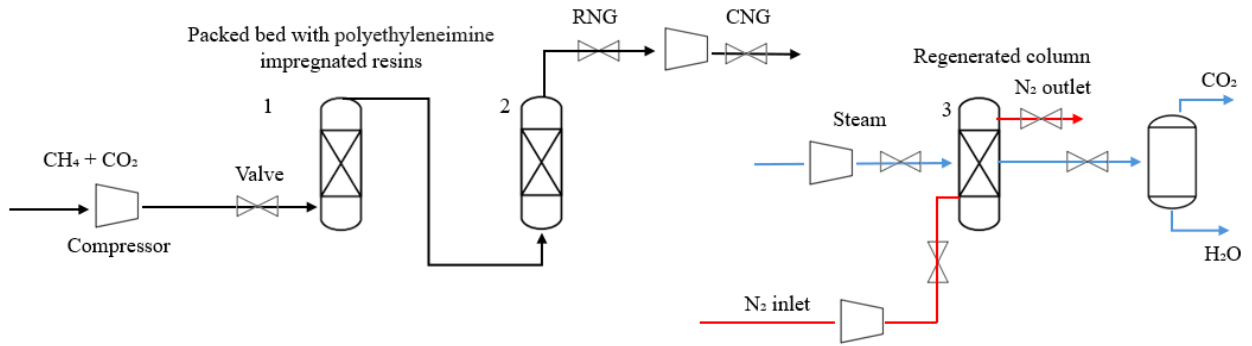 RNG
CNG
Packed bed with polyethyleneimine
impregnated resins
Regenerated column
N₂ outlet
CO₂
1
2
3
Steam
CH₄ + CO₂
Valve
Compressor
H₂O
N₂ inlet